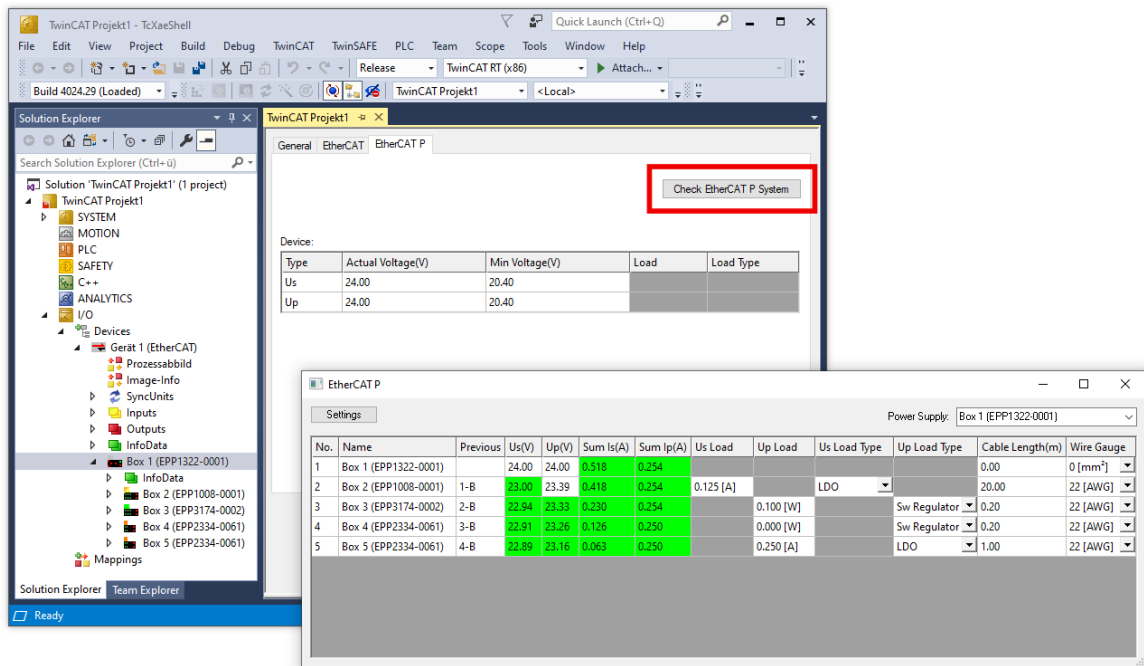 TwinCAT Projekt1 - TcXaeShell
Quick Launch (Ctrl+Q)
File Edit View Project Build Debug TwinCAT TwinSAFE PLC Team Scope Tools Window Help
Release TwinCAT RT (x86) Attach...
Build 4024.29 (Loaded) TwinCAT Projekt1 <Local>
Solution Explorer
Search Solution Explorer (Ctrl+ü)
Solution 'TwinCAT Projekt1' (1 project)
TwinCAT Projekt1
SYSTEM
MOTION
PLC
SAFETY
C++
ANALYTICS
I/O
Devices
Gerät 1 (EtherCAT)
Prozessabbild
Image-Info
SyncUnits
Inputs
Outputs
InfoData
Box 1 (EPP1322-0001)
InfoData
Box 2 (EPP1008-0001)
Box 3 (EPP3174-0002)
Box 4 (EPP2334-0061)
Box 5 (EPP2334-0061)
Mappings
Solution Explorer Team Explorer
Ready
TwinCAT Projekt1
General EtherCAT EtherCAT P
Check EtherCAT P System
Device:
Type Actual Voltage(V) Min Voltage(V) Load Load Type
Us 24.00 20.40
Up 24.00 20.40
EtherCAT P
Settings
Power Supply: Box 1 (EPP1322-0001)
No. Name Previous Us(V) Up(V) Sum Is(A) Sum Ip(A) Us Load Up Load Us Load Type Up Load Type Cable Length(m) Wire Gauge
1 Box 1 (EPP1322-0001) 24.00 24.00 0.518 0.254 0.00 0 [mm²]
2 Box 2 (EPP1008-0001) 1-B 23.00 23.39 0.418 0.254 0.125 [A] LDO 20.00 22 [AWG]
3 Box 3 (EPP3174-0002) 2-B 22.94 23.33 0.230 0.254 0.100 [W] Sw Regulator 0.20 22 [AWG]
4 Box 4 (EPP2334-0061) 3-B 22.91 23.26 0.126 0.250 0.000 [W] Sw Regulator 0.20 22 [AWG]
5 Box 5 (EPP2334-0061) 4-B 22.89 23.16 0.063 0.250 0.250 [A] LDO 1.00 22 [AWG]